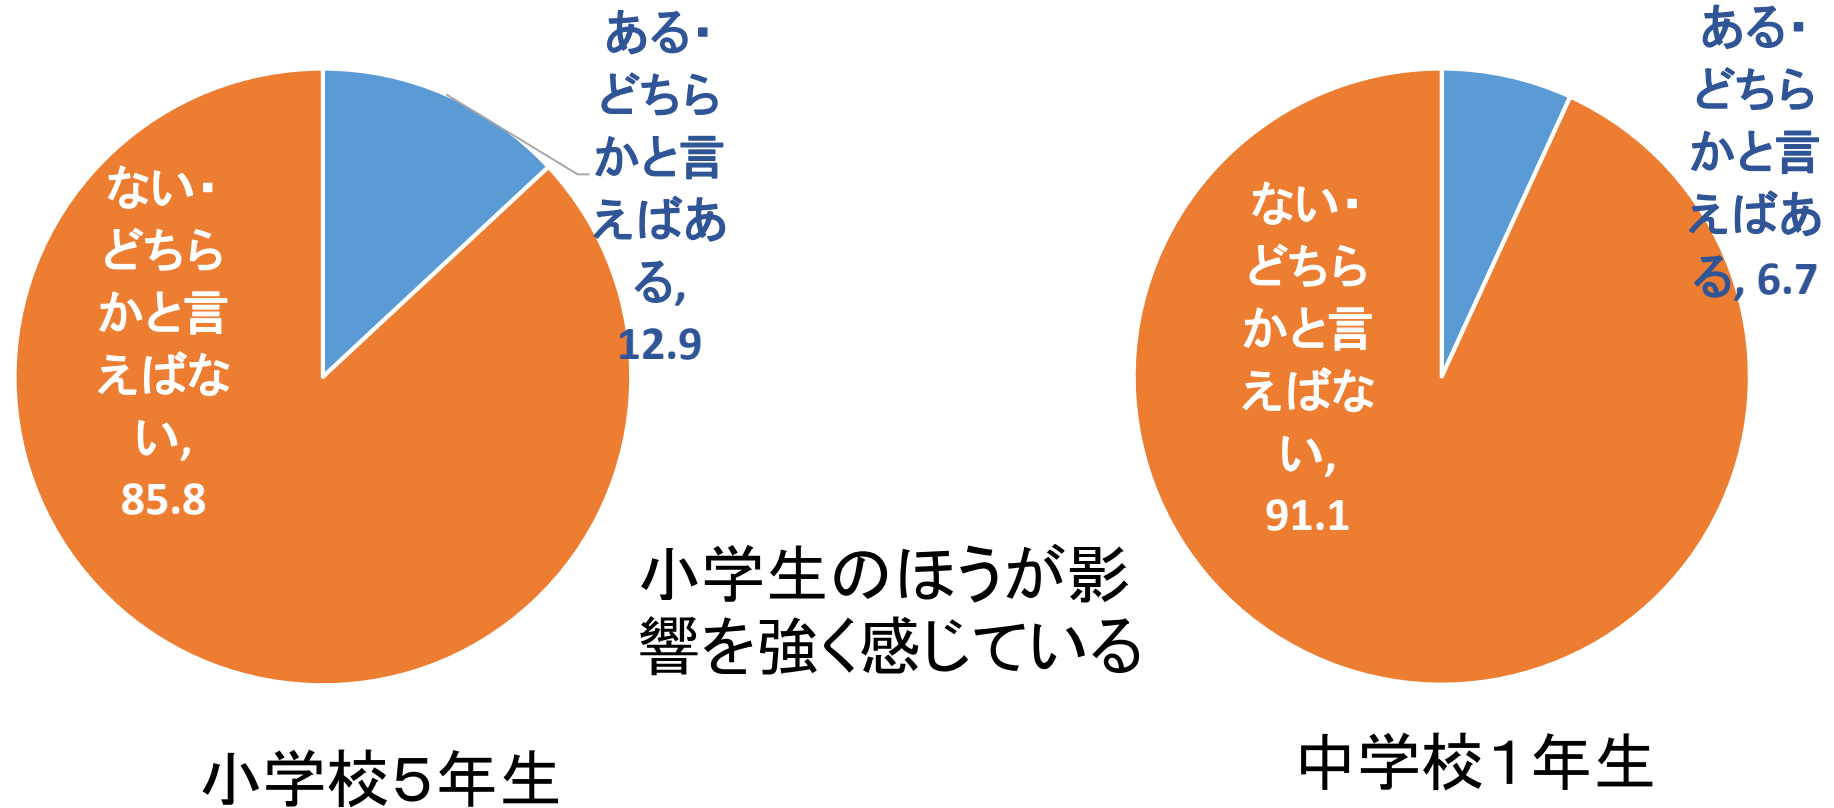 ある・
どちら
かと言
えばあ
る,
12.9
ない・
どちら
かと言
えばな
い,
85.8
小学校５年生
小学生のほうが影
響を強く感じている
ある・
どちら
かと言
えばあ
る, 6.7
ない・
どちら
かと言
えばな
い,
91.1
中学校１年生